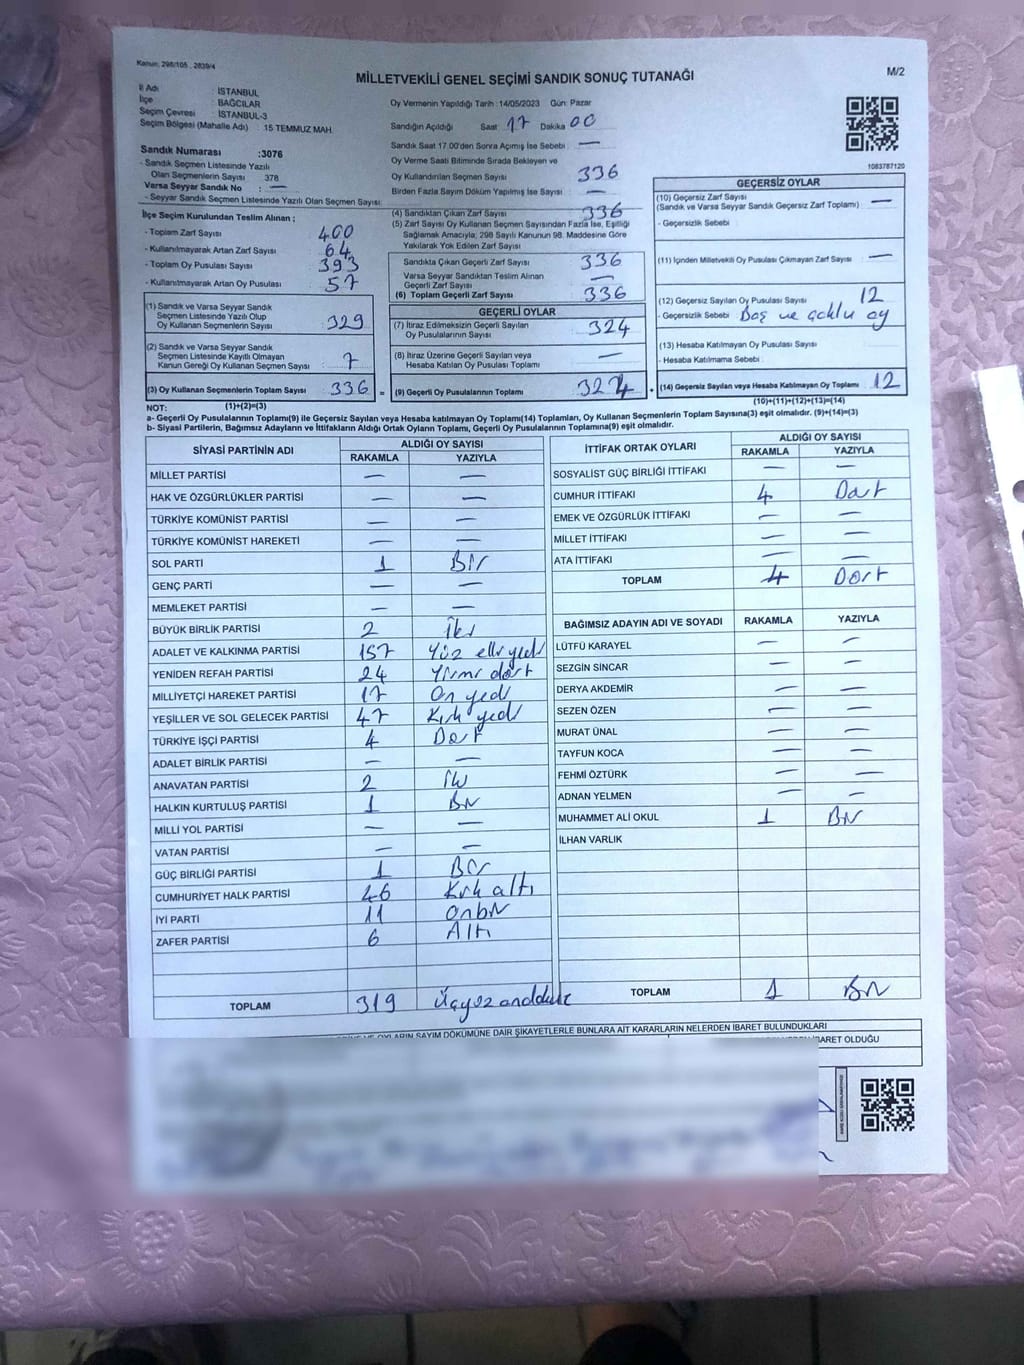 Kanun: 298/105 , 2839/4
MİLLETVEKİLİ GENEL SEÇİMİ SANDIK SONUÇ TUTANAĞI
M/2
İl Adı : İSTANBUL
İlçe : BAĞCILAR
Seçim Çevresi : İSTANBUL-3
Seçim Bölgesi (Mahalle Adı) 15 TEMMUZ MAH.
Sandık Numarası :3076
- Sandık Seçmen Listesinde Yazılı
Olan Seçmenlerin Sayısı 378
Varsa Seyyar Sandık No : —
- Seyyar Sandık Seçmen Listesinde Yazılı Olan Seçmen Sayısı:
Oy Vermenin Yapıldığı Tarih : 14/05/2023 Gün: Pazar
Sandığın Açıldığı Saat 17 Dakika 00
Sandık Saat 17.00'den Sonra Açımış İse Sebebi : —
Oy Verme Saati Bitiminde Sırada Bekleyen ve
Oy Kullandırılan Seçmen Sayısı 336
Birden Fazla Sayım Döküm Yapılmış İse Sayısı —
1083787120
İlçe Seçim Kurulundan Teslim Alınan ;
- Toplam Zarf Sayısı 400
- Kullanılmayarak Artan Zarf Sayısı 64
- Toplam Oy Pusulası Sayısı 393
- Kullanılmayarak Artan Oy Pusulası 57
(4) Sandıktan Çıkan Zarf Sayısı 336
(5) Zarf Sayısı Oy Kullanan Seçmen Sayısından Fazla İse, Eşitliği
Sağlamak Amacıyla; 298 Sayılı Kanunun 98. Maddesine Göre
Yakılarak Yok Edilen Zarf Sayısı
Sandıkta Çıkan Geçerli Zarf Sayısı 336
Varsa Seyyar Sandıktan Teslim Alınan
Geçerli Zarf Sayısı —
(6) Toplam Geçerli Zarf Sayısı 336
GEÇERSİZ OYLAR
(10) Geçersiz Zarf Sayısı
(Sandık ve Varsa Seyyar Sandık Geçersiz Zarf Toplamı) —
- Geçersizlik Sebebi
(11) İçinden Milletvekili Oy Pusulası Çıkmayan Zarf Sayısı —
(12) Geçersiz Sayılan Oy Pusulası Sayısı 12
- Geçersizlik Sebebi Boş ve açklu oy
(13) Hesaba Katılmayan Oy Pusulası Sayısı
- Hesaba Katılmama Sebebi
(14) Geçersiz Sayılan veya Hesaba Katılmayan Oy Toplamı 12
(10)+(11)+(12)+(13)=(14)
(1) Sandık ve Varsa Seyyar Sandık
Seçmen Listesinde Yazılı Olup
Oy Kullanan Seçmenlerin Sayısı 329
(2) Sandık ve Varsa Seyyar Sandık
Seçmen Listesinde Kayıtlı Olmayan
Kanun Gereği Oy Kullanan Seçmen Sayısı 7
(3) Oy Kullanan Seçmenlerin Toplam Sayısı 336 =
(1)+(2)=(3)
GEÇERLİ OYLAR
(7) İtiraz Edilmeksizin Geçerli Sayılan
Oy Pusulalarının Sayısı 324
(8) İtiraz Üzerine Geçerli Sayılan veya
Hesaba Katılan Oy Pusulası Toplamı —
(9) Geçerli Oy Pusulalarının Toplamı 324 +
NOT:
a- Geçerli Oy Pusulalarının Toplamı(9) ile Geçersiz Sayılan veya Hesaba katılmayan Oy Toplamı(14) Toplamları, Oy Kullanan Seçmenlerin Toplam Sayısına(3) eşit olmalıdır. (9)+(14)=(3)
b- Siyasi Partilerin, Bağımsız Adayların ve İttifakların Aldığı Ortak Oyların Toplamı, Geçerli Oy Pusulalarının Toplamına(9) eşit olmalıdır.
SİYASİ PARTİNİN ADI ALDIĞI OY SAYISI
RAKAMLA YAZIYLA
MİLLET PARTİSİ — —
HAK VE ÖZGÜRLÜKLER PARTİSİ — —
TÜRKİYE KOMÜNİST PARTİSİ — —
TÜRKİYE KOMÜNİST HAREKETİ — —
SOL PARTİ 1 Bir
GENÇ PARTİ — —
MEMLEKET PARTİSİ — —
BÜYÜK BİRLİK PARTİSİ 2 İki
ADALET VE KALKINMA PARTİSİ 157 Yüz elli yedi
YENİDEN REFAH PARTİSİ 24 Yirmi dört
MİLLİYETÇİ HAREKET PARTİSİ 17 On yedi
YEŞİLLER VE SOL GELECEK PARTİSİ 47 Kırk yedi
TÜRKİYE İŞÇİ PARTİSİ 4 Dört
ADALET BİRLİK PARTİSİ — —
ANAVATAN PARTİSİ 2 İki
HALKIN KURTULUŞ PARTİSİ 1 Bir
MİLLİ YOL PARTİSİ — —
VATAN PARTİSİ — —
GÜÇ BİRLİĞİ PARTİSİ 1 Bir
CUMHURİYET HALK PARTİSİ 46 Kırk altı
İYİ PARTİ 11 Onbir
ZAFER PARTİSİ 6 Altı
TOPLAM 319 Üçyüz ondokuz
İTTİFAK ORTAK OYLARI ALDIĞI OY SAYISI
RAKAMLA YAZIYLA
SOSYALİST GÜÇ BİRLİĞİ İTTİFAKI — —
CUMHUR İTTİFAKI 4 Dört
EMEK VE ÖZGÜRLÜK İTTİFAKI — —
MİLLET İTTİFAKI — —
ATA İTTİFAKI — —
TOPLAM 4 Dört
BAĞIMSIZ ADAYIN ADI VE SOYADI RAKAMLA YAZIYLA
LÜTFÜ KARAYEL — —
SEZGİN SİNCAR — —
DERYA AKDEMİR — —
SEZEN ÖZEN — —
MURAT ÜNAL — —
TAYFUN KOCA — —
FEHMİ ÖZTÜRK — —
ADNAN YELMEN — —
MUHAMMET ALİ OKUL 1 Bir
İLHAN VARLIK
TOPLAM 1 Bir
OYLARIN SAYIM DÖKÜMÜNE DAİR ŞİKAYETLERLE BUNLARA AİT KARARLARIN NELERDEN İBARET BULUNDUKLARI
İBARET OLDUĞU